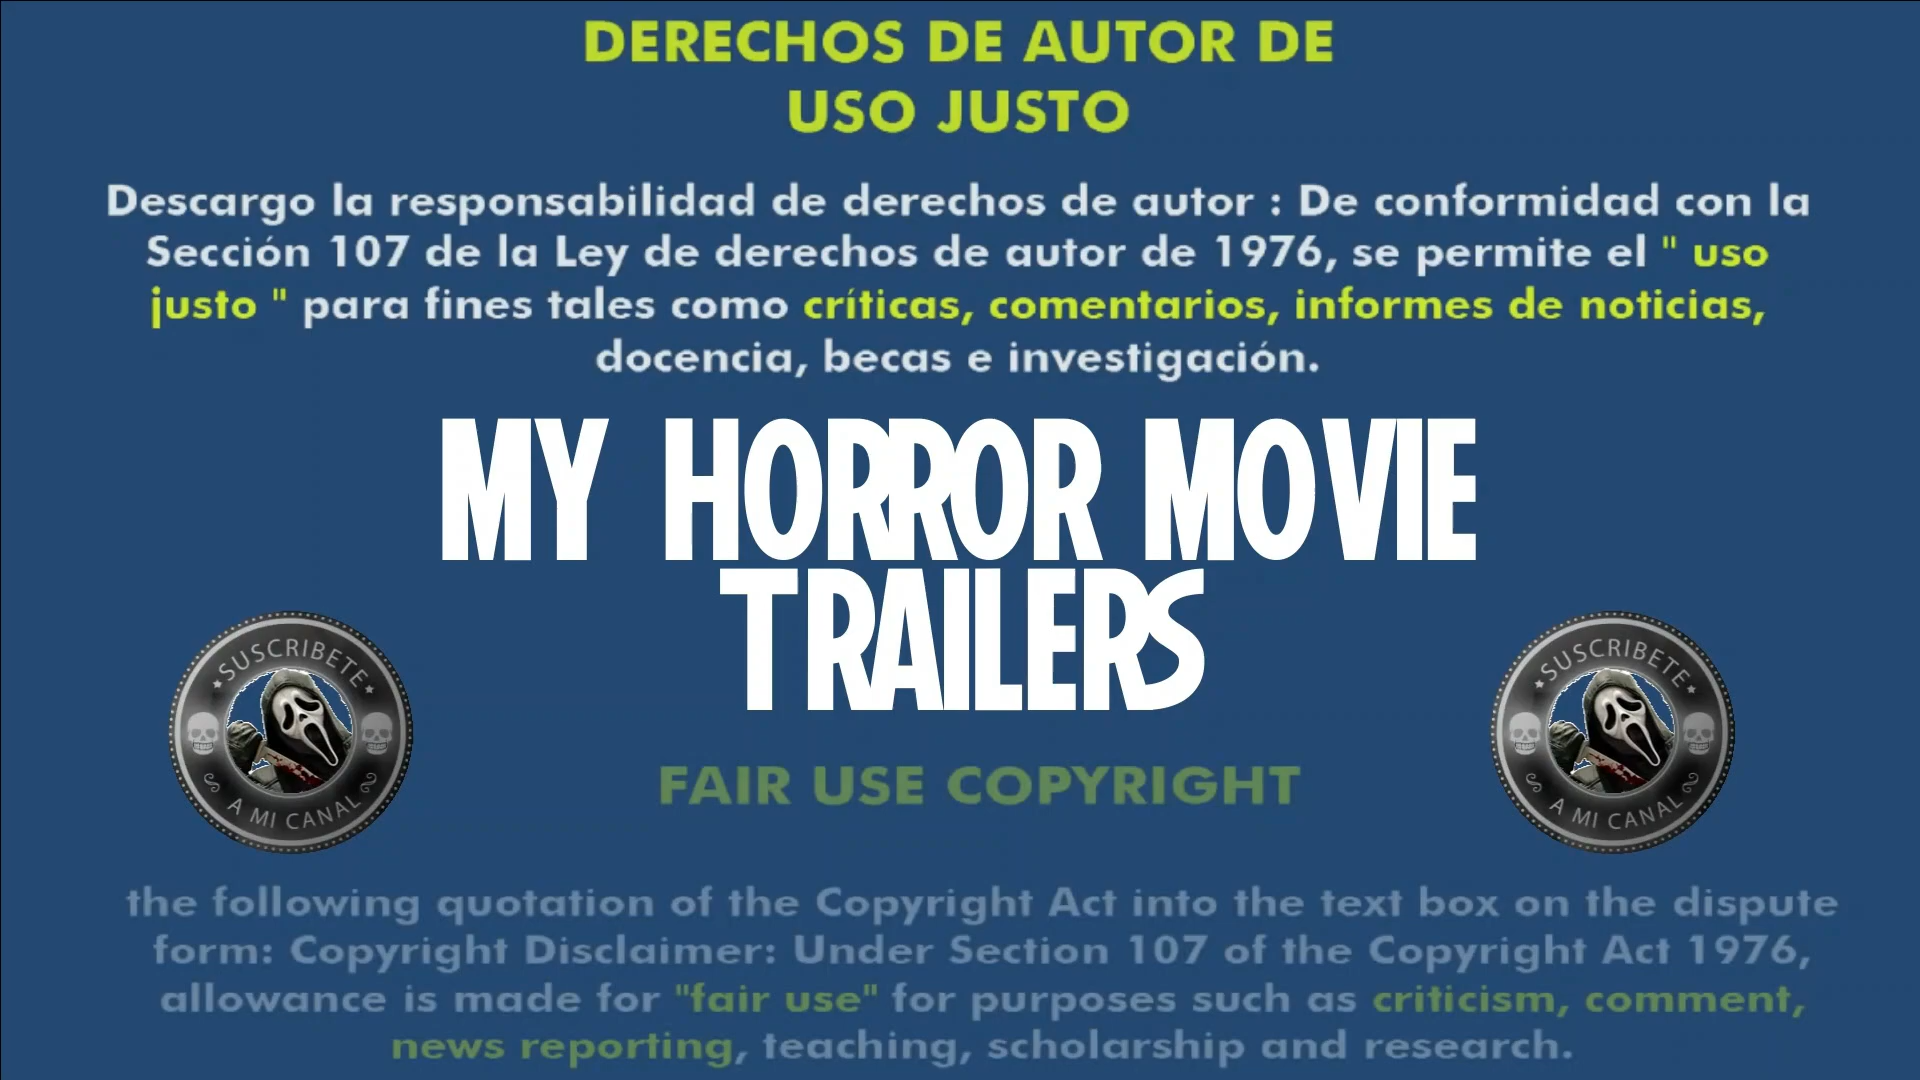 DERECHOS DE AUTOR DE
USO JUSTO
Descargo la responsabilidad de derechos de autor : De conformidad con la
Sección 107 de la Ley de derechos de autor de 1976, se permite el " uso
justo " para fines tales como críticas, comentarios, informes de noticias,
docencia, becas e investigación.
MY HORROR MOVIE
TRAILERS
SUSCRIBETE
A MI CANAL
SUSCRIBETE
A MI CANAL
FAIR USE COPYRIGHT
the following quotation of the Copyright Act into the text box on the dispute
form: Copyright Disclaimer: Under Section 107 of the Copyright Act 1976,
allowance is made for "fair use" for purposes such as criticism, comment,
news reporting, teaching, scholarship and research.